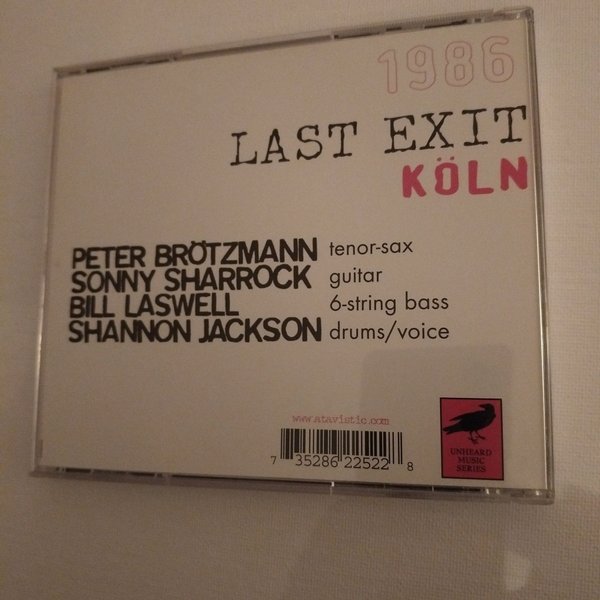 1986
LAST EXIT
KÖLN
PETER BRÖTZMANN tenor-sax
SONNY SHARROCK guitar
BILL LASWELL 6-string bass
SHANNON JACKSON drums/voice
www.atavistic.com
7 35286 22522 8
UNHEARD
MUSIC
SERIES